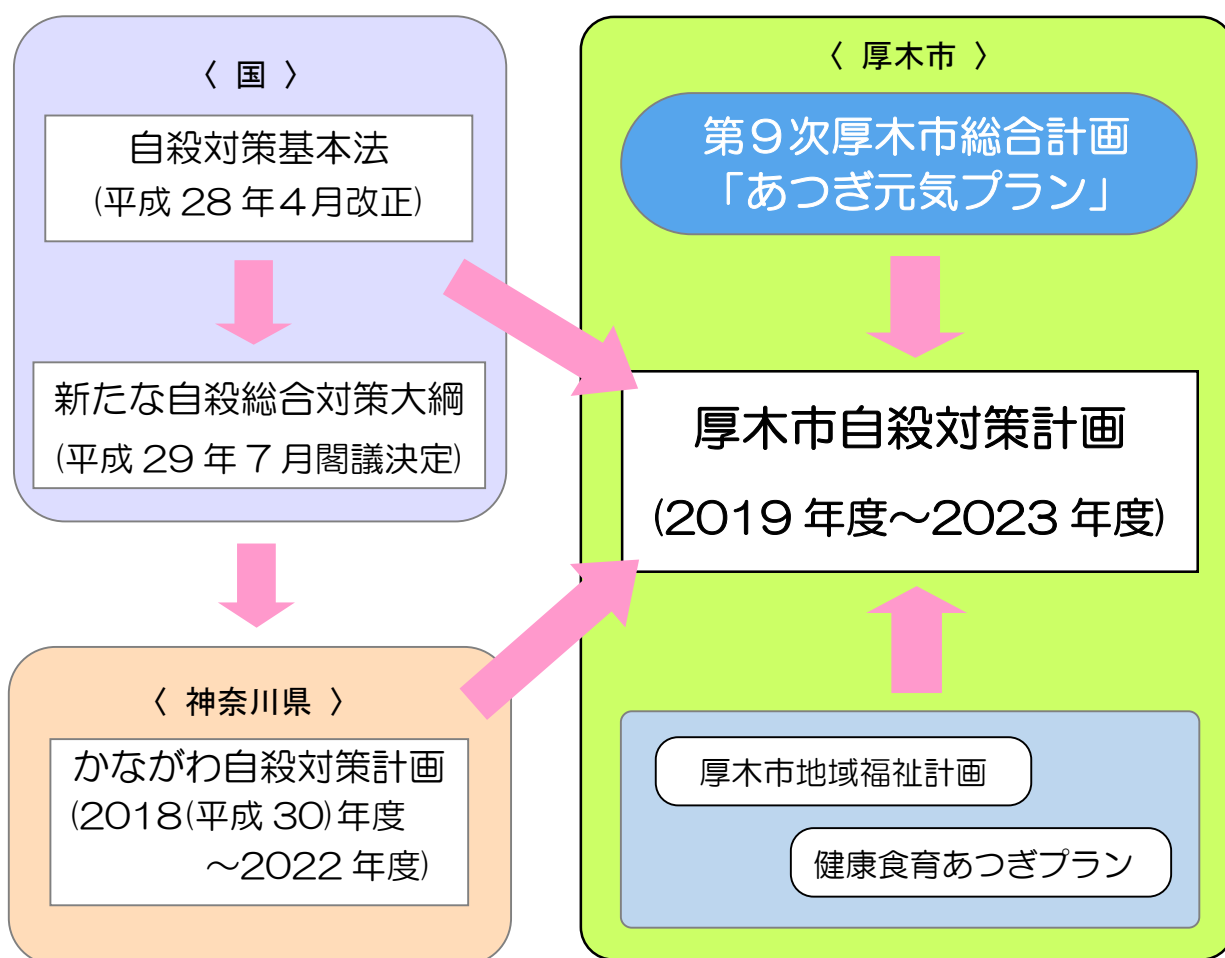 〈 国 〉
自殺対策基本法
(平成 28 年4月改正)
新たな自殺総合対策大綱
(平成 29 年 7 月閣議決定)
〈 神奈川県 〉
かながわ自殺対策計画
(2018(平成 30)年度
～2022 年度)
〈 厚木市 〉
第9次厚木市総合計画
「あつぎ元気プラン」
厚木市自殺対策計画
(2019 年度～2023 年度)
厚木市地域福祉計画
健康食育あつぎプラン